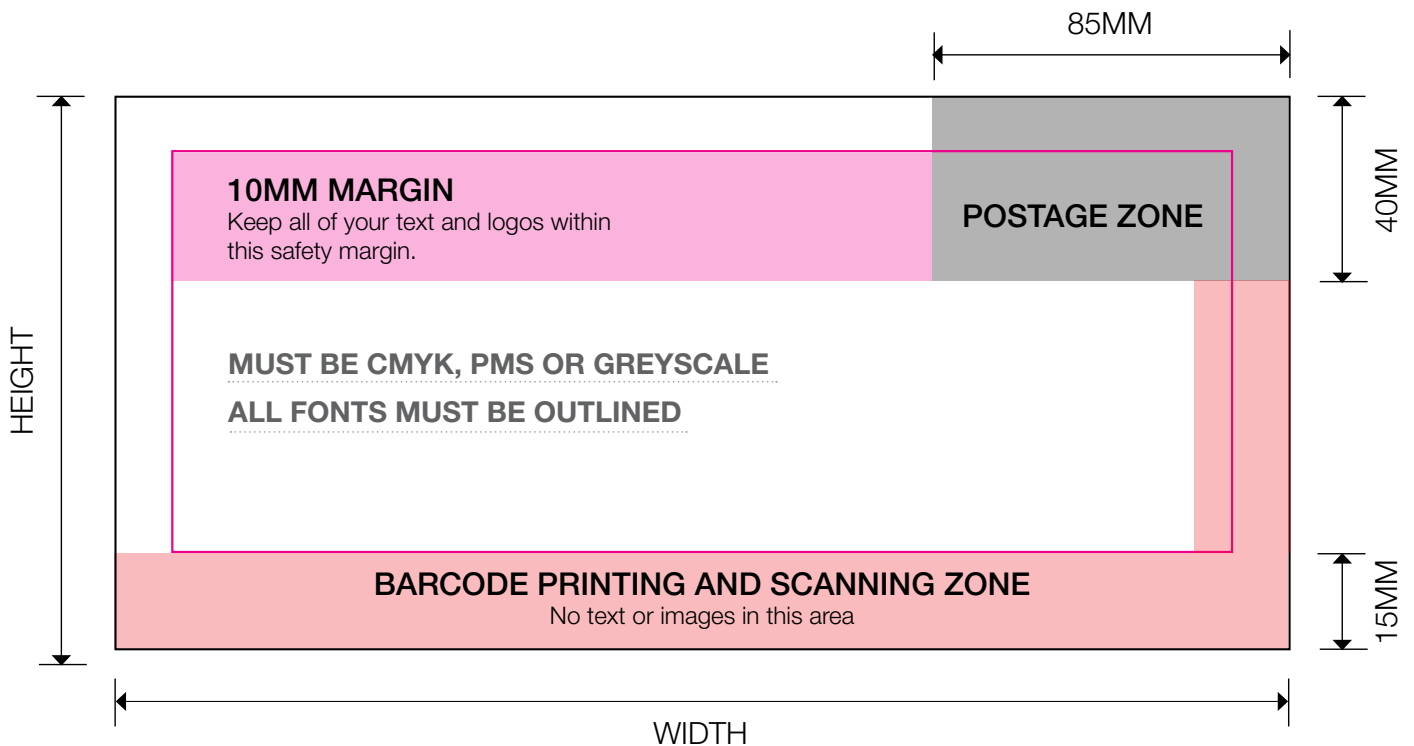 85MM
10MM MARGIN
Keep all of your text and logos within
this safety margin.
POSTAGE ZONE
40MM
HEIGHT
MUST BE CMYK, PMS OR GREYSCALE
ALL FONTS MUST BE OUTLINED
BARCODE PRINTING AND SCANNING ZONE
No text or images in this area
15MM
WIDTH